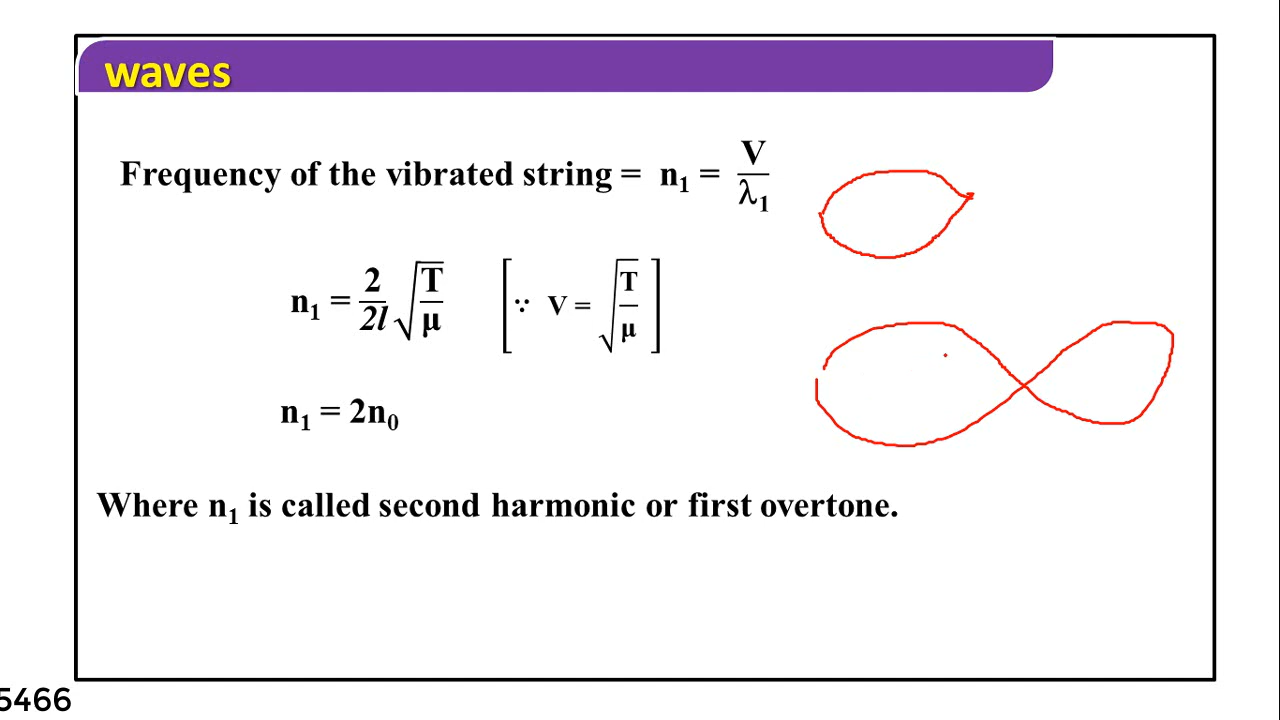 waves
Frequency of the vibrated string = n₁ = V/λ₁
n₁ = 2/2l √(T/μ) [∵ V = √(T/μ)]
n₁ = 2n₀
Where n₁ is called second harmonic or first overtone.
5466